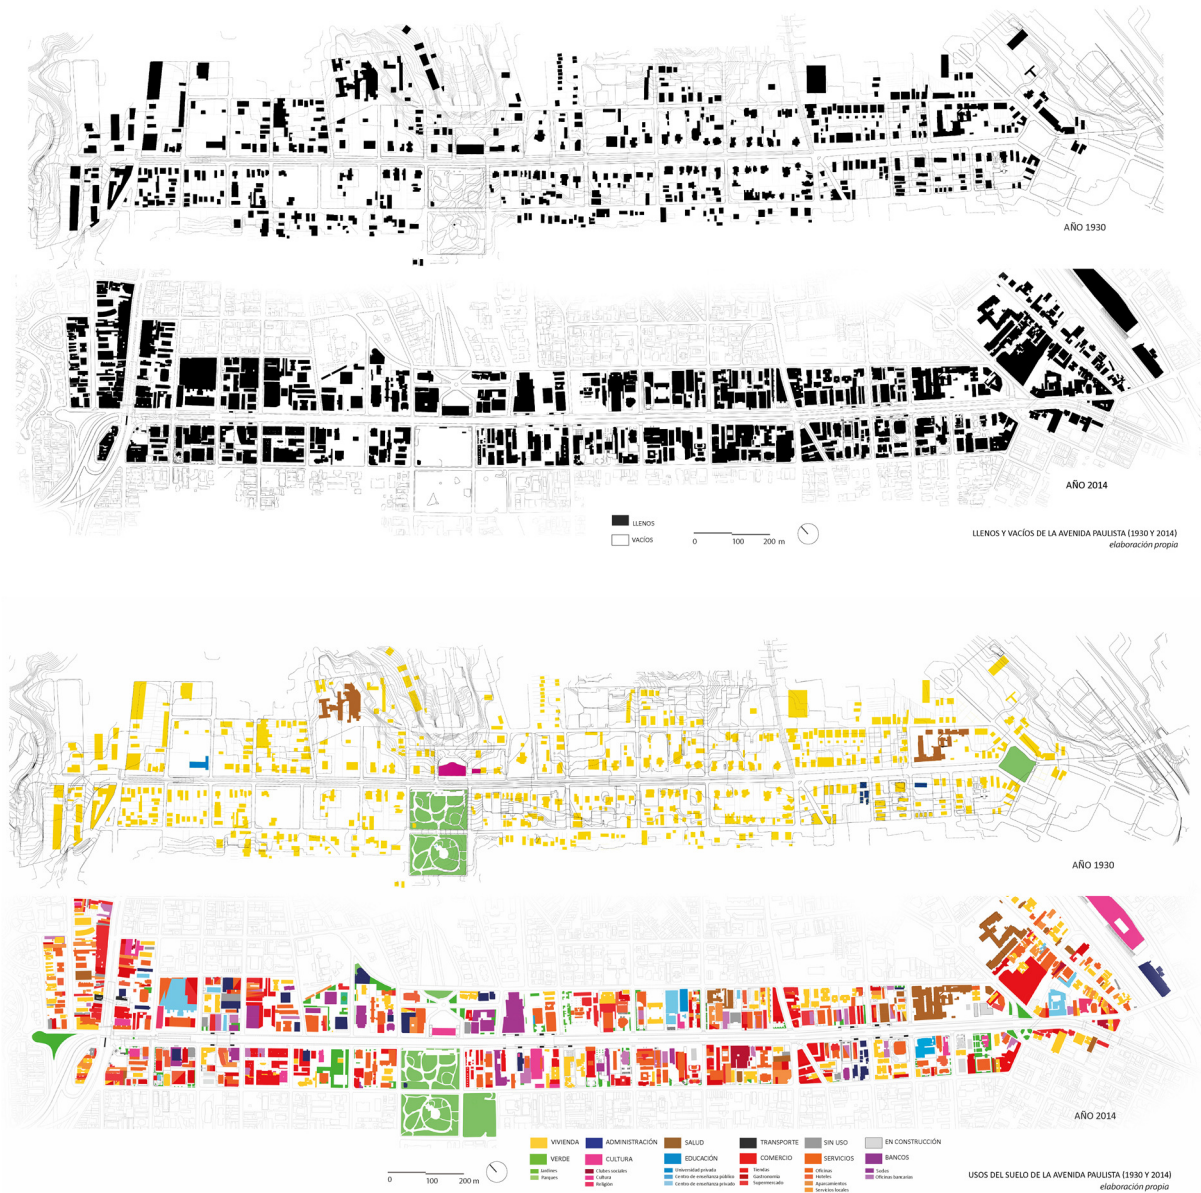 AÑO 1930
AÑO 2014
LLENOS
VACÍOS
0 100 200 m
LLENOS Y VACÍOS DE LA AVENIDA PAULISTA (1930 Y 2014)
elaboración propia
AÑO 1930
AÑO 2014
VIVIENDA ADMINISTRACIÓN SALUD TRANSPORTE SIN USO EN CONSTRUCCIÓN
VERDE CULTURA EDUCACIÓN COMERCIO SERVICIOS BANCOS
Jardines Clubes sociales Universidad privada Tiendas Oficinas Sedes
Parques Cultura Centro de enseñanza público Gastronomía Hoteles Oficinas bancarias
Religión Centro de enseñanza privado Supermercado Aparcamientos
Servicios locales
0 100 200 m
USOS DEL SUELO DE LA AVENIDA PAULISTA (1930 Y 2014)
elaboración propia